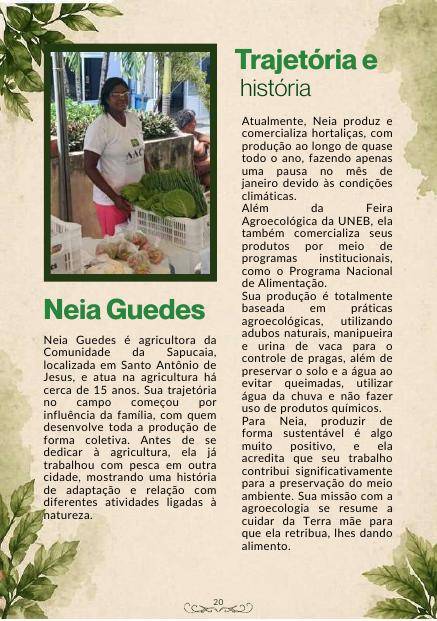 Neia Guedes
Neia Guedes é agricultora da
Comunidade da Sapucaia,
localizada em Santo Antônio de
Jesus, e atua na agricultura há
cerca de 15 anos. Sua trajetória
no campo começou por
influência da família, com quem
desenvolve toda a produção de
forma coletiva. Antes de se
dedicar à agricultura, ela já
trabalhou com pesca em outra
cidade, mostrando uma história
de adaptação e relação com
diferentes atividades ligadas à
natureza.
Trajetória e
história
Atualmente, Neia produz e
comercializa hortaliças, com
produção ao longo de quase
todo o ano, fazendo apenas
uma pausa no mês de
janeiro devido às condições
climáticas.
Além da Feira
Agroecológica da UNEB, ela
também comercializa seus
produtos por meio de
programas institucionais,
como o Programa Nacional
de Alimentação.
Sua produção é totalmente
baseada em práticas
agroecológicas, utilizando
adubos naturais, manipueira
e urina de vaca para o
controle de pragas, além de
preservar o solo e a água ao
evitar queimadas, utilizar
água da chuva e não fazer
uso de produtos químicos.
Para Neia, produzir de
forma sustentável é algo
muito positivo, e ela
acredita que seu trabalho
contribui significativamente
para a preservação do meio
ambiente. Sua missão com a
agroecologia se resume a
cuidar da Terra mãe para
que ela retribua, lhes dando
alimento.
20